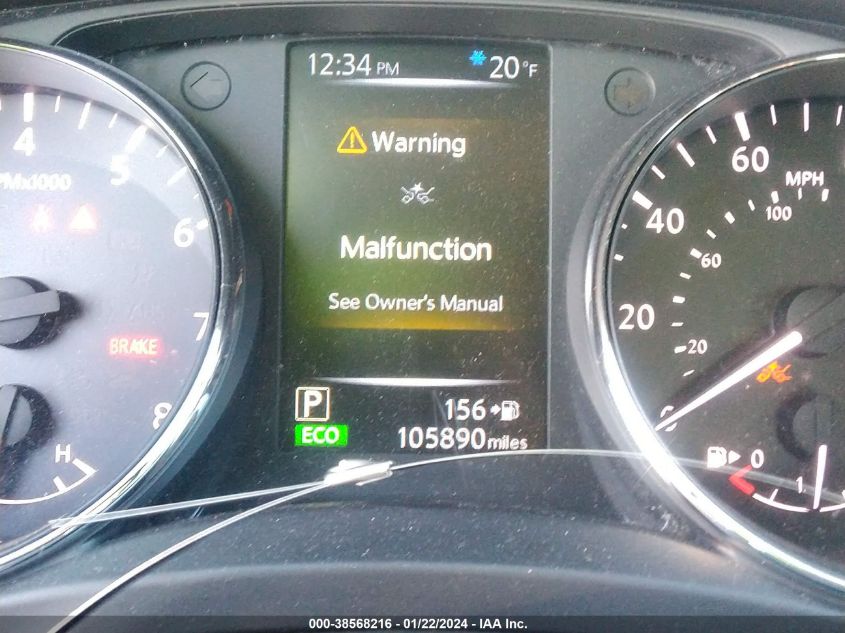 12:34 PM 20°F
Warning
Malfunction
See Owner's Manual
P 156
ECO 105890 miles
4
5
6
7
8
BRAKE
H
MPH
60
40
20
0
100
60
20
0
1
000-38568216 - 01/22/2024 - IAA Inc.